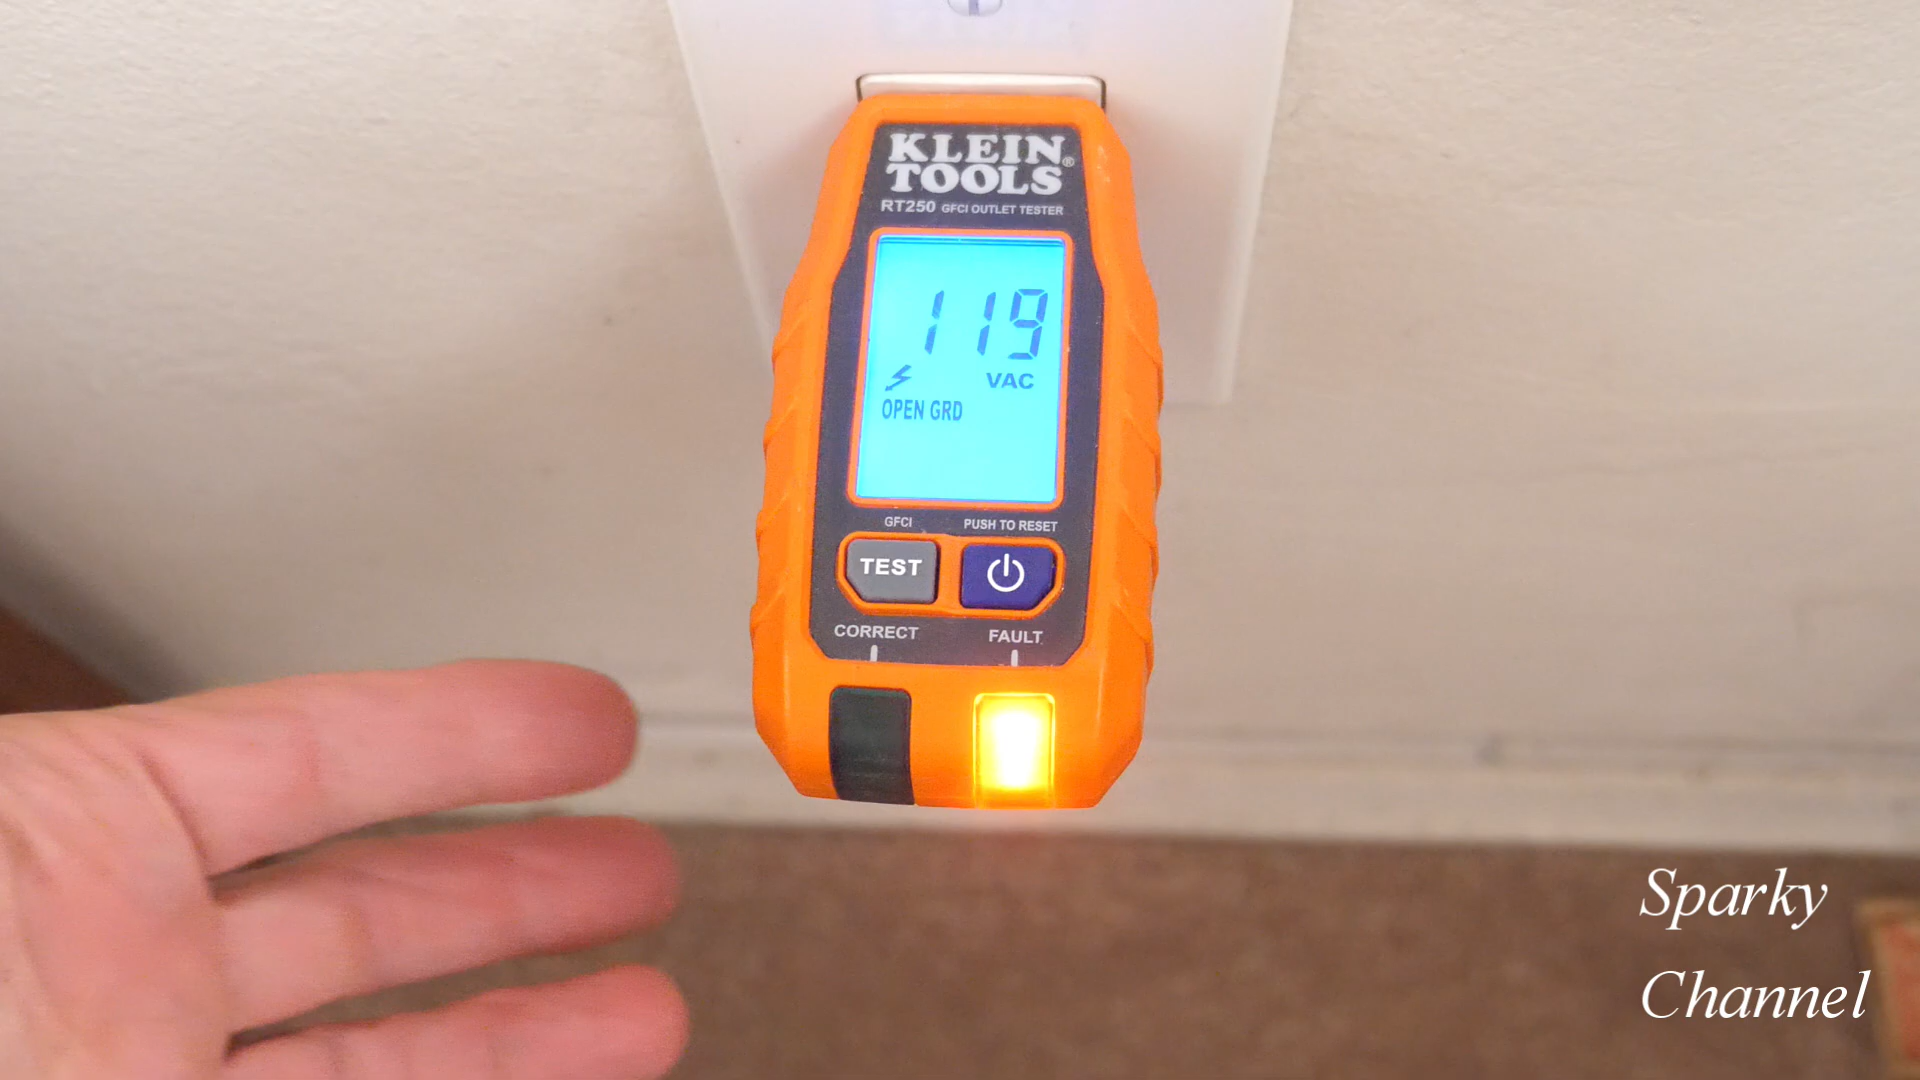 KLEIN
TOOLS®
RT250 GFCI OUTLET TESTER
119
VAC
OPEN GRD
GFCI PUSH TO RESET
TEST
CORRECT FAULT
Sparky
Channel